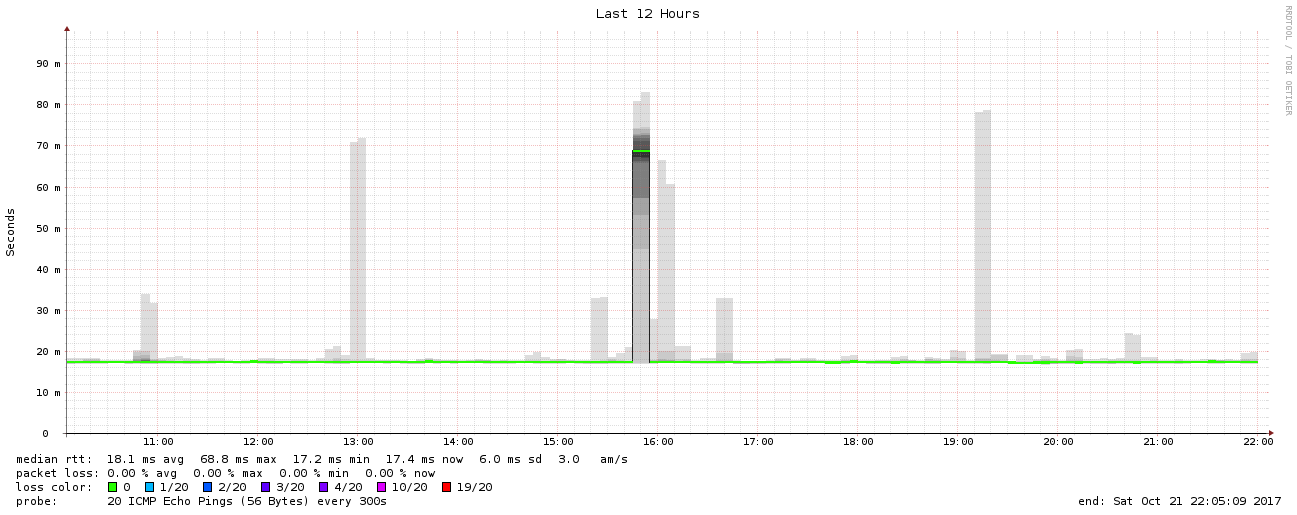 Last 12 Hours
RRDTOOL / TOBI OETIKER
Seconds
90 m
80 m
70 m
60 m
50 m
40 m
30 m
20 m
10 m
0
11:00 12:00 13:00 14:00 15:00 16:00 17:00 18:00 19:00 20:00 21:00 22:00
median rtt: 18.1 ms avg 68.8 ms max 17.2 ms min 17.4 ms now 6.0 ms sd 3.0 am/s
packet loss: 0.00 % avg 0.00 % max 0.00 % min 0.00 % now
loss color: 0 1/20 2/20 3/20 4/20 10/20 19/20
probe: 20 ICMP Echo Pings (56 Bytes) every 300s end: Sat Oct 21 22:05:09 2017